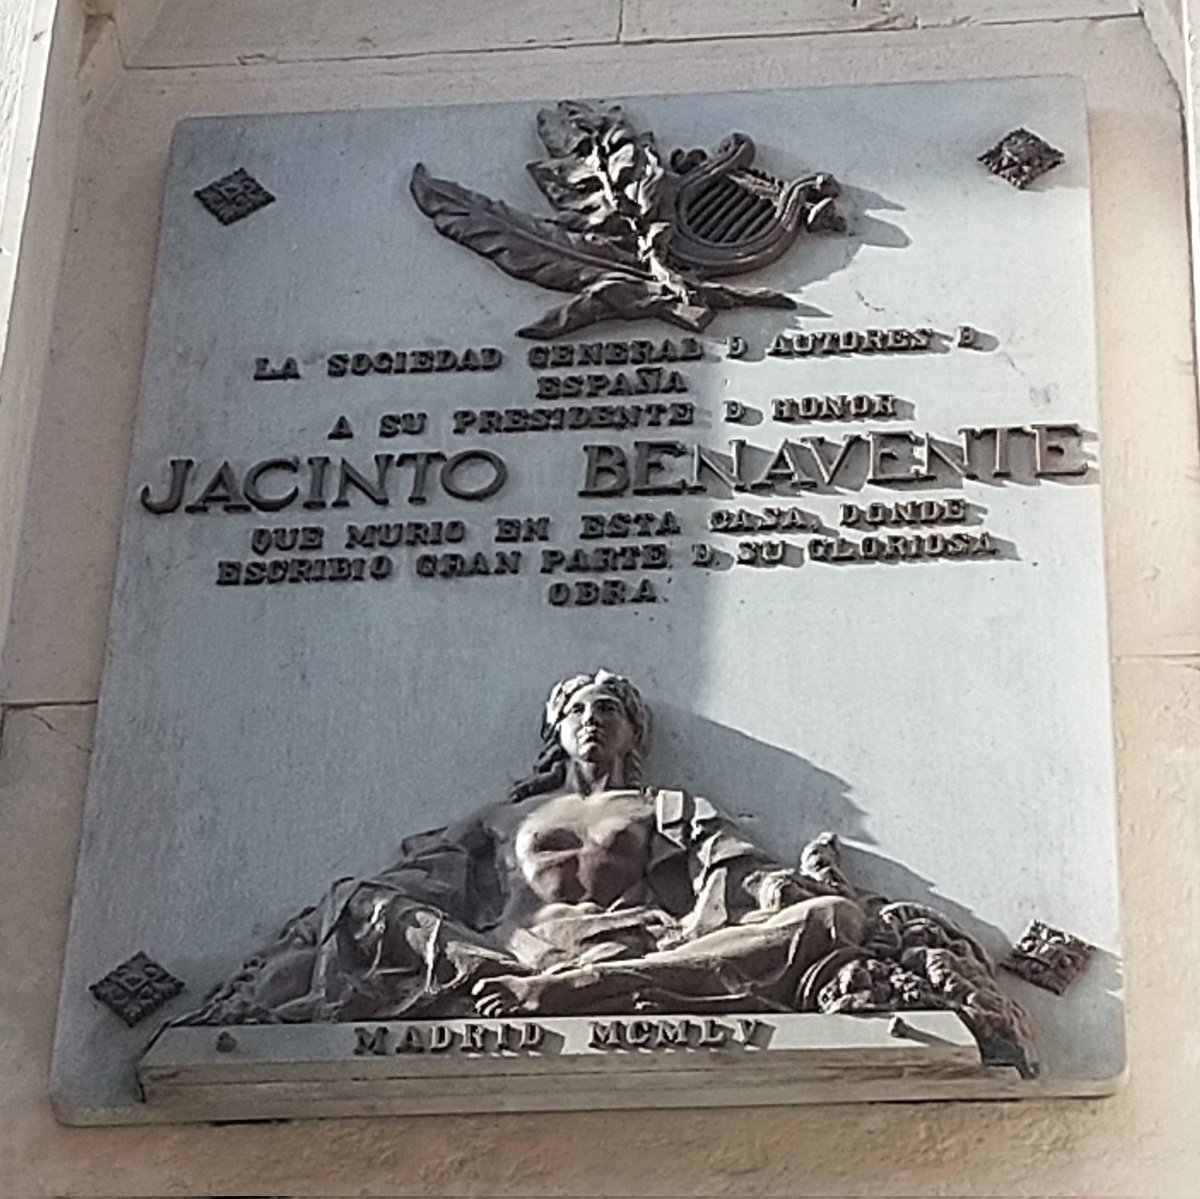 LA SOCIEDAD GENERAL D AUTORES D
ESPAÑA
A SU PRESIDENTE D HONOR
JACINTO BENAVENTE
QUE MURIO EN ESTA CASA, DONDE
ESCRIBIO GRAN PARTE D SU GLORIOSA
OBRA
MADRID MCMLV